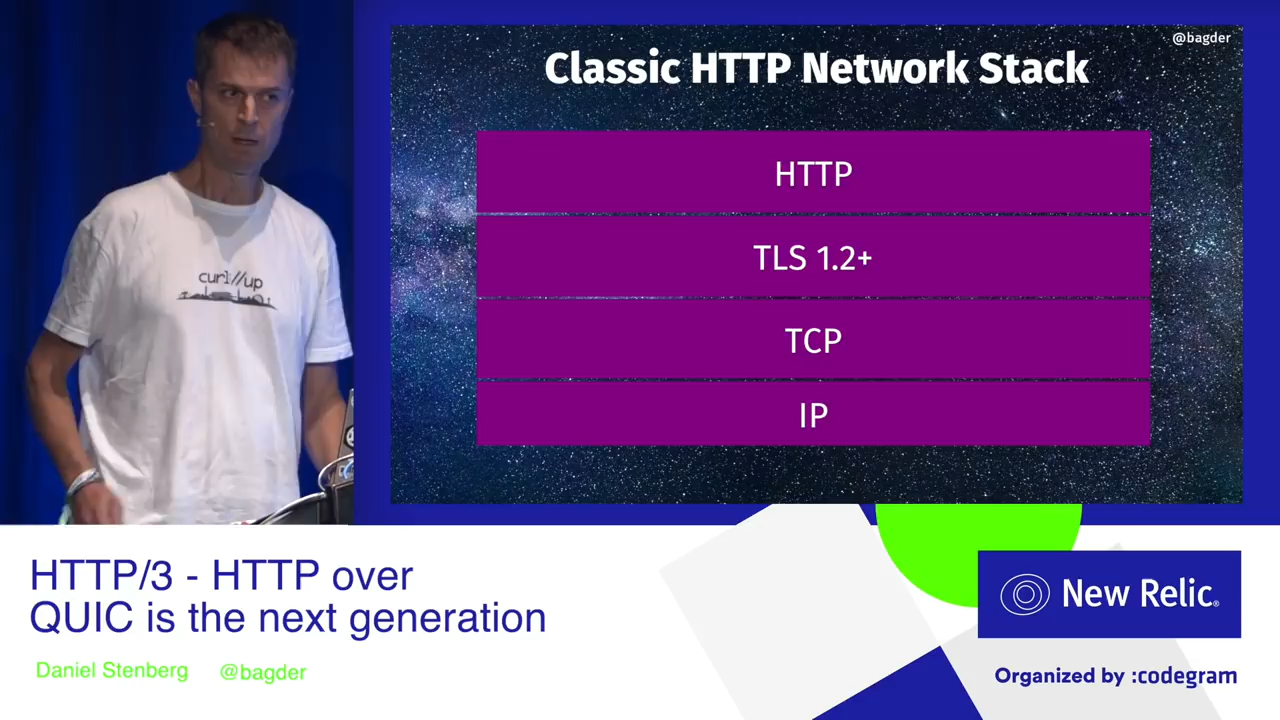 @bagder
Classic HTTP Network Stack
HTTP
TLS 1.2+
TCP
IP
curl://up
HTTP/3 - HTTP over
QUIC is the next generation
Daniel Stenberg @bagder
New Relic®
Organized by :codegram